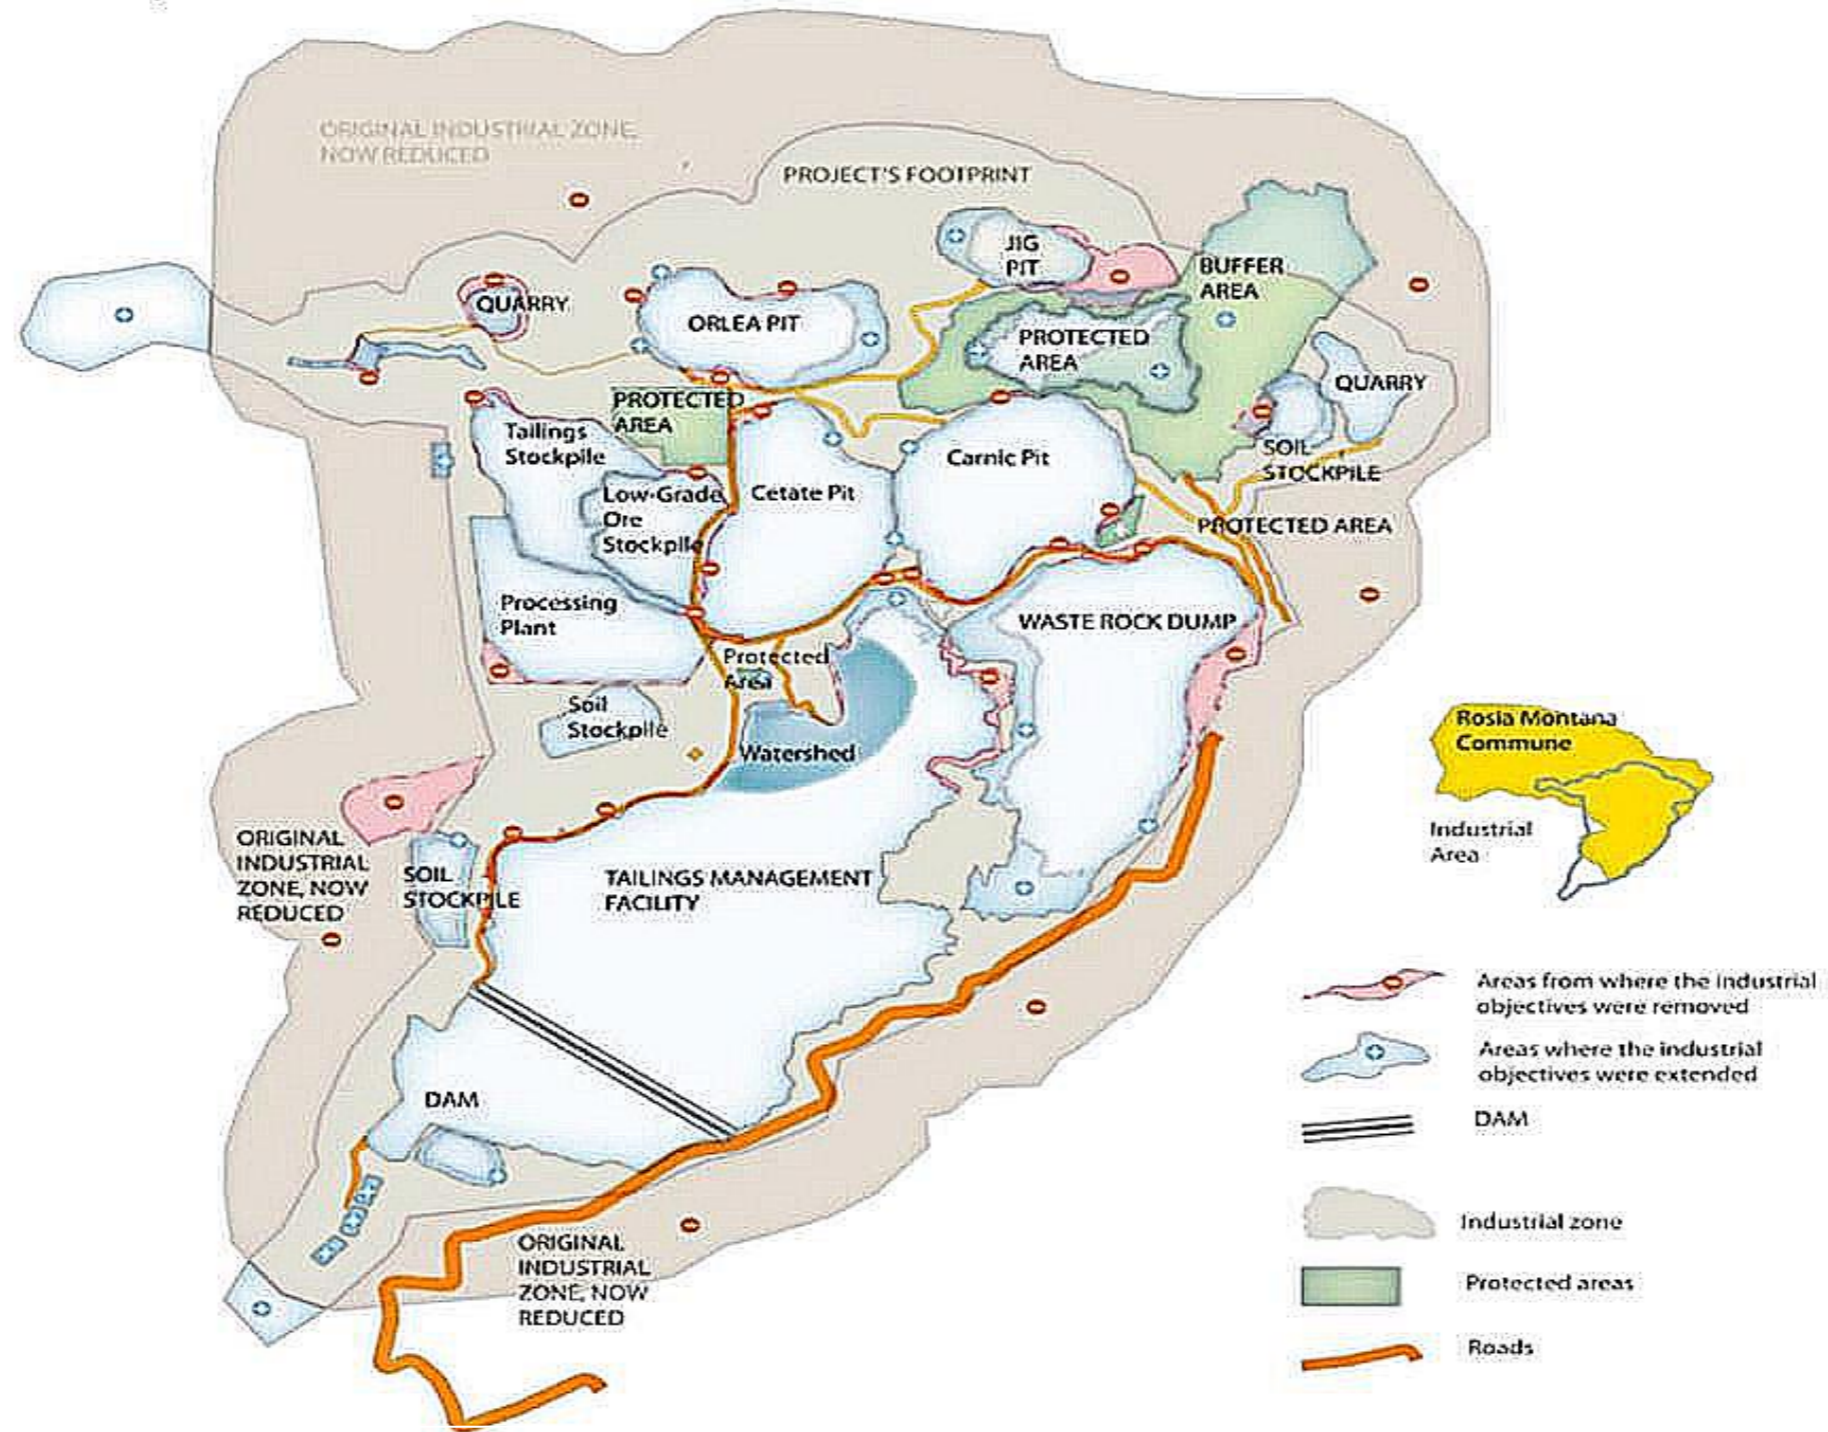 ORIGINAL INDUSTRIAL ZONE,
NOW REDUCED
PROJECT'S FOOTPRINT
JIG
PIT
BUFFER
AREA
QUARRY
ORLEA PIT
PROTECTED
AREA
QUARRY
PROTECTED
AREA
Tailings
Stockpile
SOIL
STOCKPILE
Carnic Pit
Low-Grade
Ore
Stockpile
Cetate Pit
PROTECTED AREA
Processing
Plant
WASTE ROCK DUMP
Protected
Area
Soil
Stockpile
Watershed
ORIGINAL
INDUSTRIAL
ZONE, NOW
REDUCED
SOIL
STOCKPILE
TAILINGS MANAGEMENT
FACILITY
DAM
ORIGINAL
INDUSTRIAL
ZONE, NOW
REDUCED
Rosia Montana
Commune
Industrial
Area
Areas from where the industrial
objectives were removed
Areas where the industrial
objectives were extended
DAM
Industrial zone
Protected areas
Roads